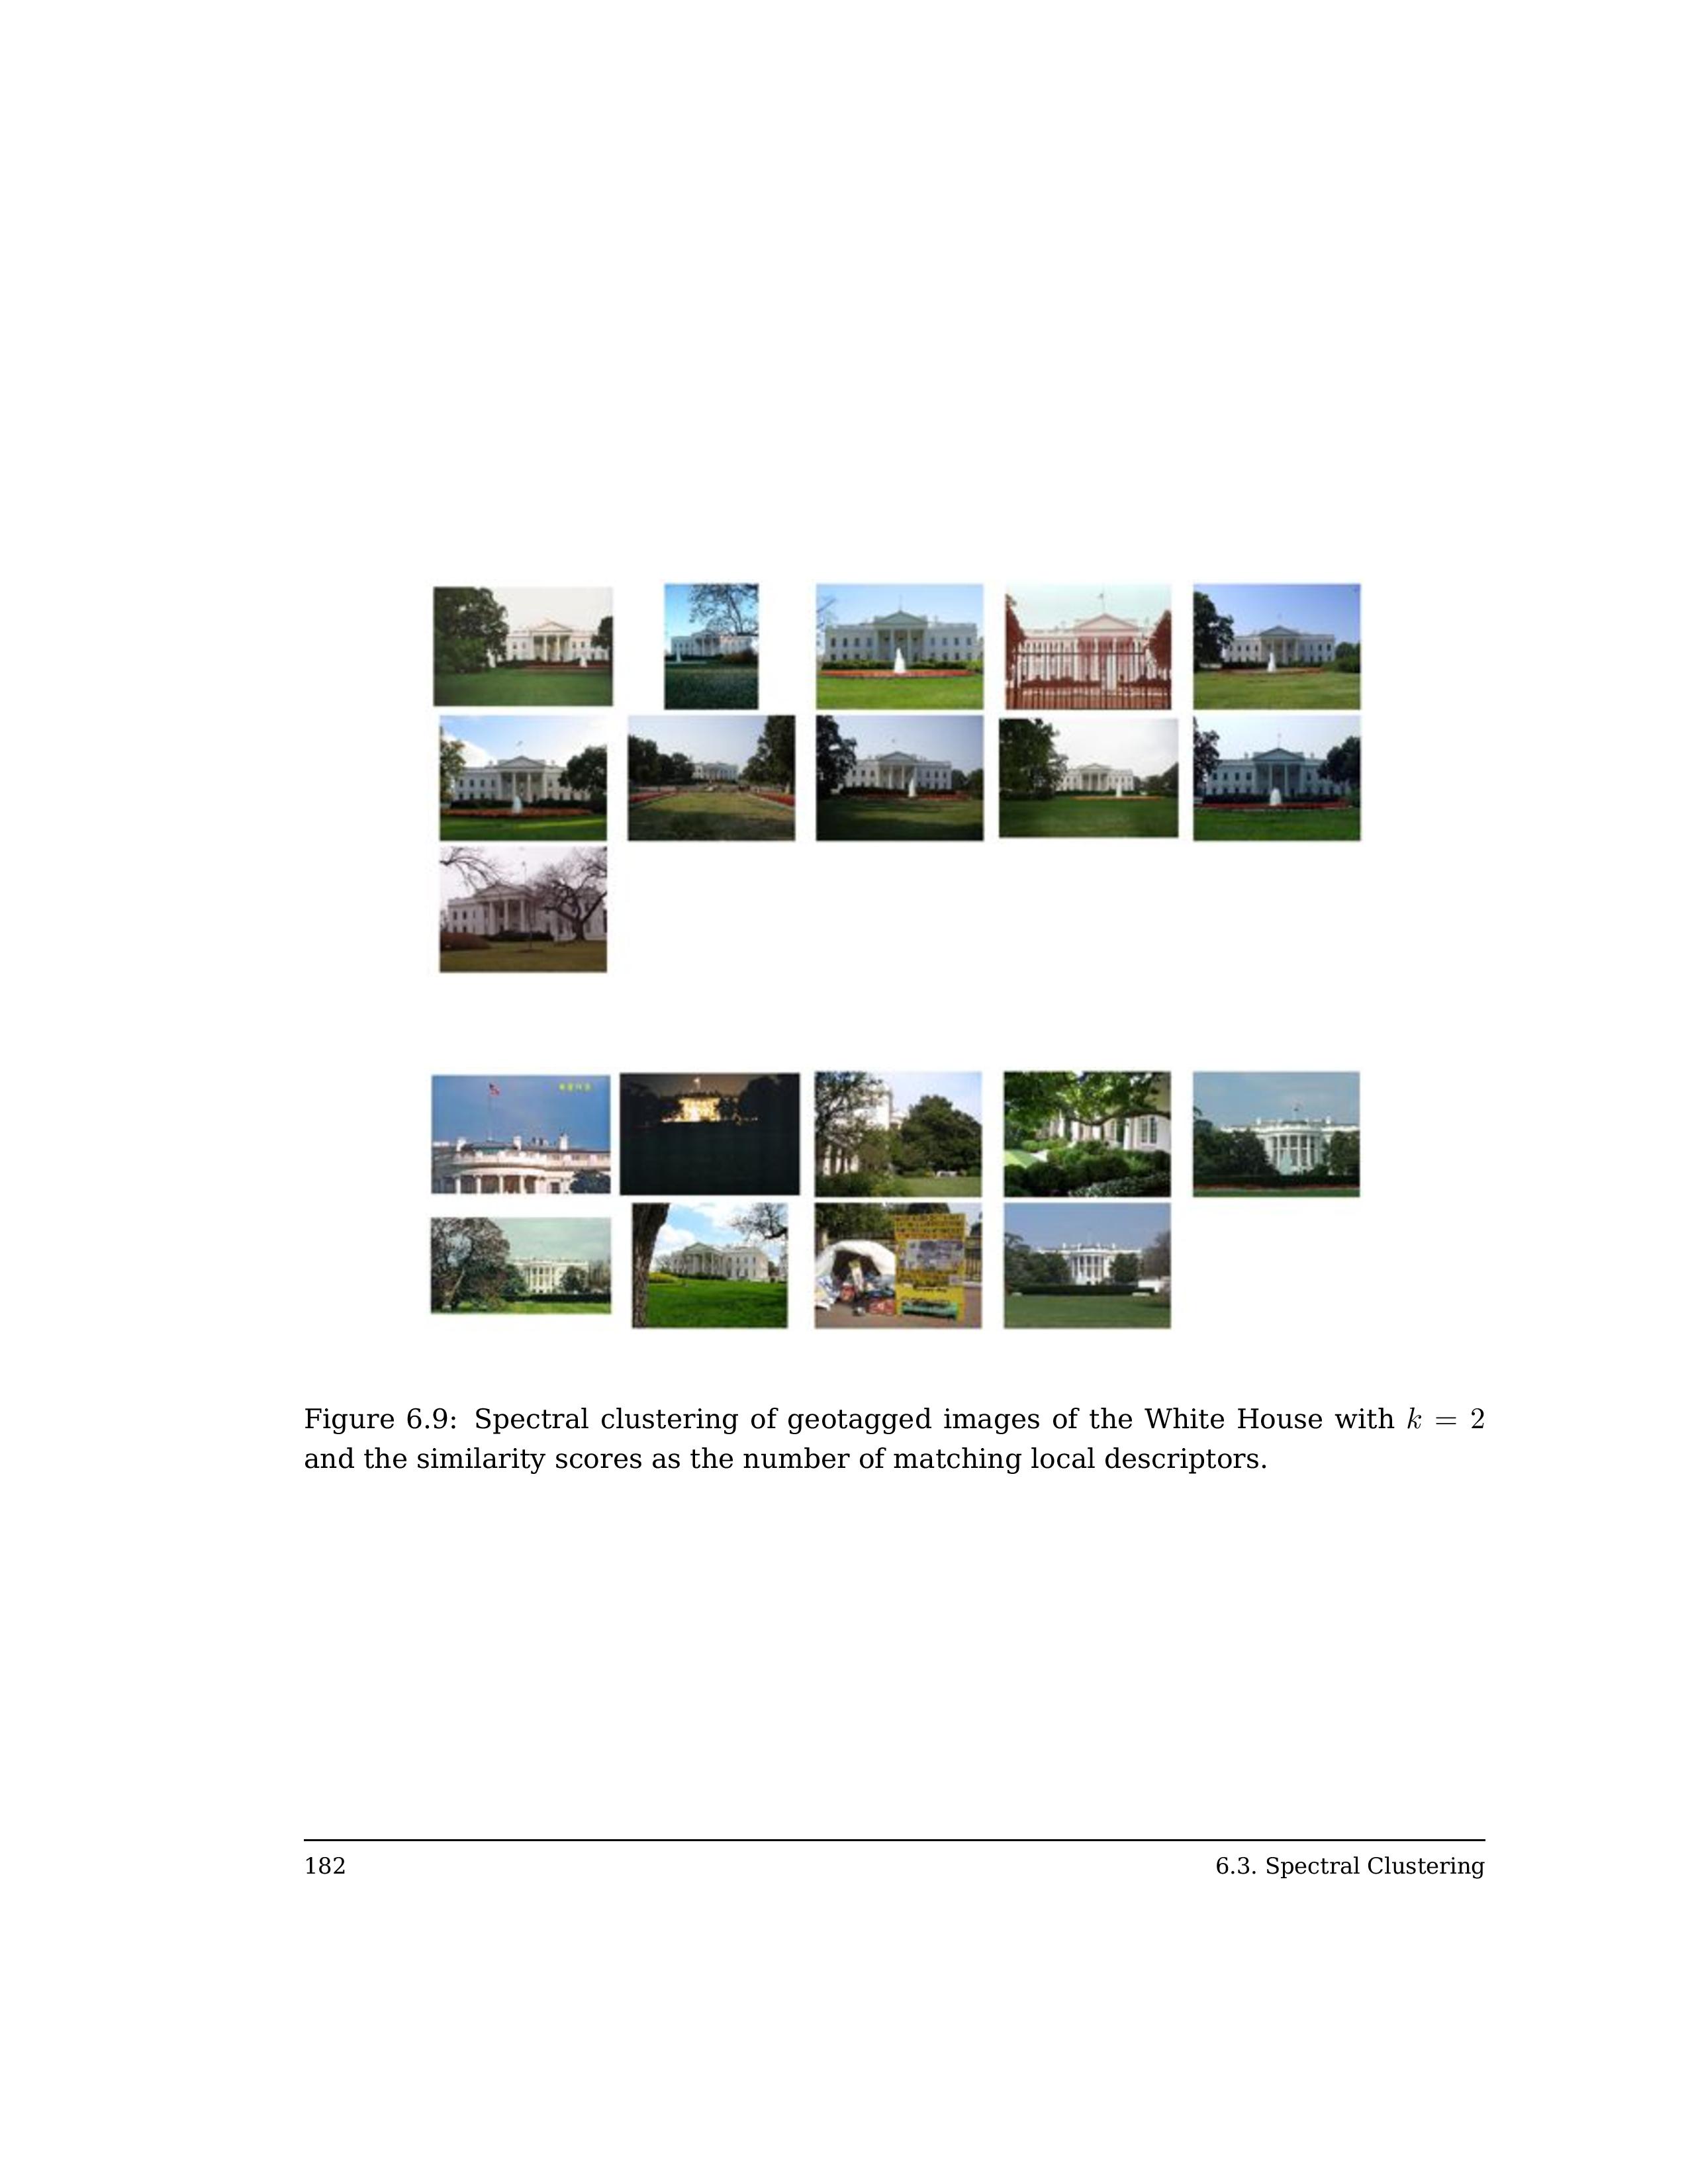 Figure 6.9: Spectral clustering of geotagged images of the White House with k = 2
and the similarity scores as the number of matching local descriptors.
182
6.3. Spectral Clustering